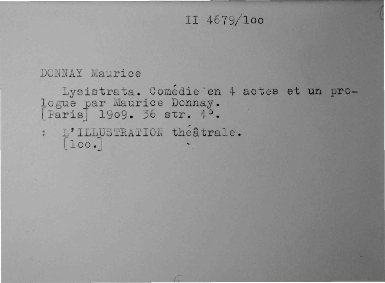 II 4679/100
DONNAY Maurice
Lysistrata. Comédie en 4 actes et un pro-
logue par Maurice Donnay.
[Paris] 1909. 36 str. 4°.
: L'ILLUSTRATION théâtrale.
[100.]